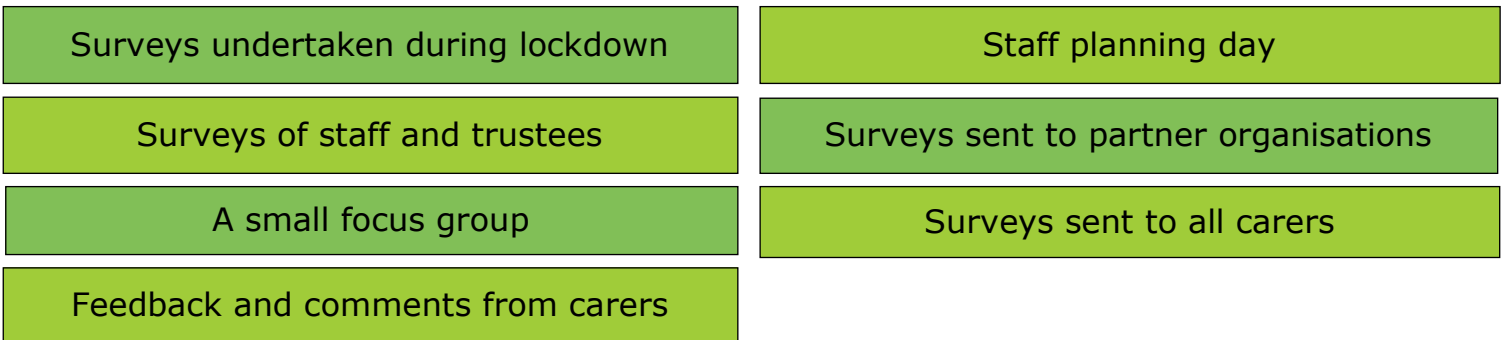 Surveys undertaken during lockdown
Staff planning day
Surveys of staff and trustees
Surveys sent to partner organisations
A small focus group
Surveys sent to all carers
Feedback and comments from carers